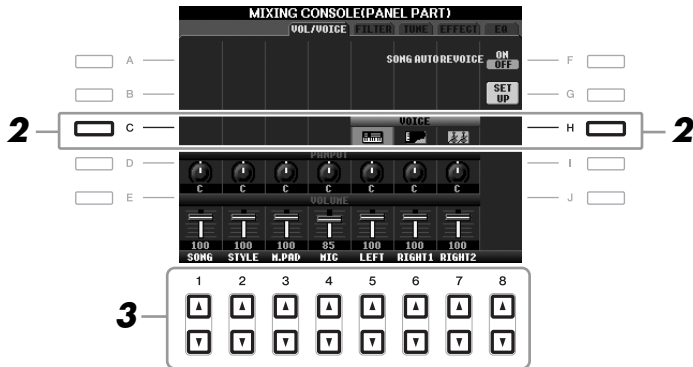 MIXING CONSOLE(PANEL PART)
VOL/VOICE FILTER TUNE EFFECT EQ
A SONG AUTO REVOICE ON OFF F
B SET UP G
VOICE
2 C H 2
PANPOT
D I
C C C C C C C
E VOLUME J
100 100 100 85 100 100 100
SONG STYLE M.PAD MIC LEFT RIGHT1 RIGHT2
1 2 3 4 5 6 7 8
3